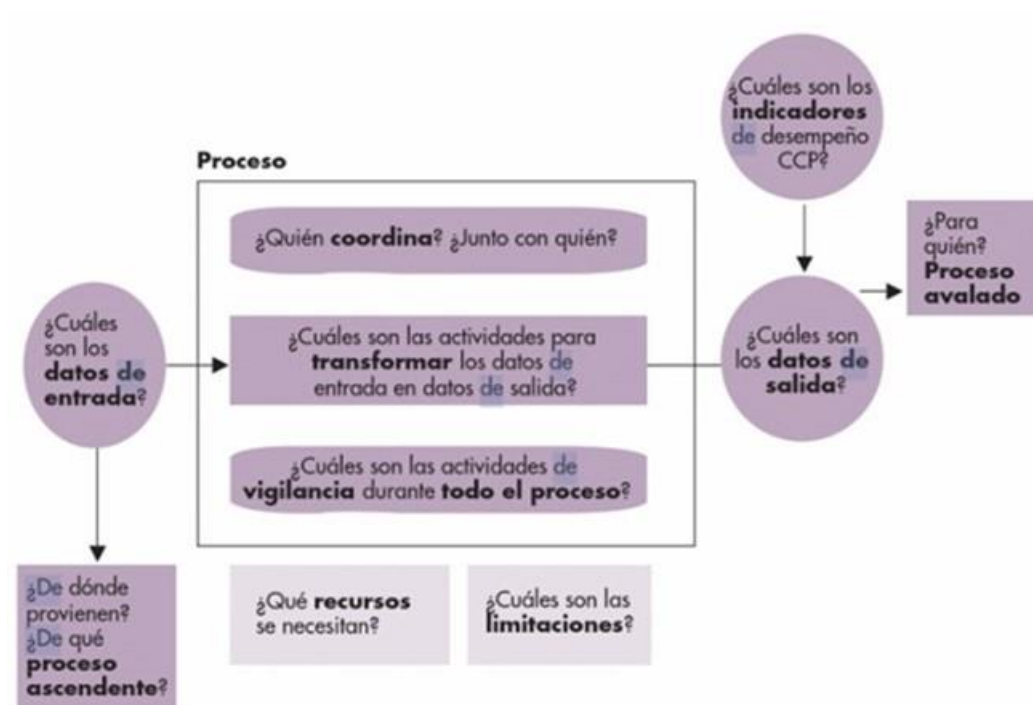 ¿Cuáles son los
indicadores
de desempeño
CCP?
Proceso
¿Quién coordina? ¿Junto con quién?
¿Para
quién?
Proceso
avalado
¿Cuáles
son los
datos de
entrada?
¿Cuáles son las actividades para
transformar los datos de
entrada en datos de salida?
¿Cuáles son
los datos de
salida?
¿Cuáles son las actividades de
vigilancia durante todo el proceso?
¿De dónde
provienen?
¿De qué
proceso
ascendente?
¿Qué recursos
se necesitan?
¿Cuáles son las
limitaciones?